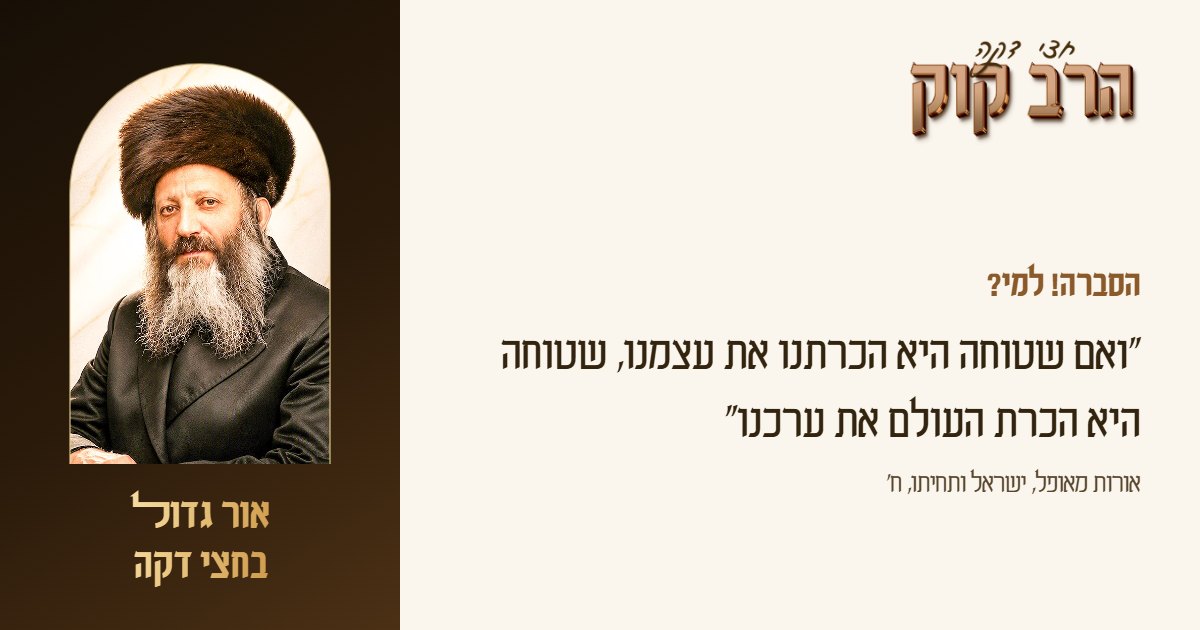 חצי דקה
הרב קוק
הסברה! למי?
"ואם שטוחה היא הכרתנו את עצמנו, שטוחה
היא הכרת העולם את ערכנו"
אורות מאופל, ישראל ותחיתו, ח'
אור גדול
בחצי דקה